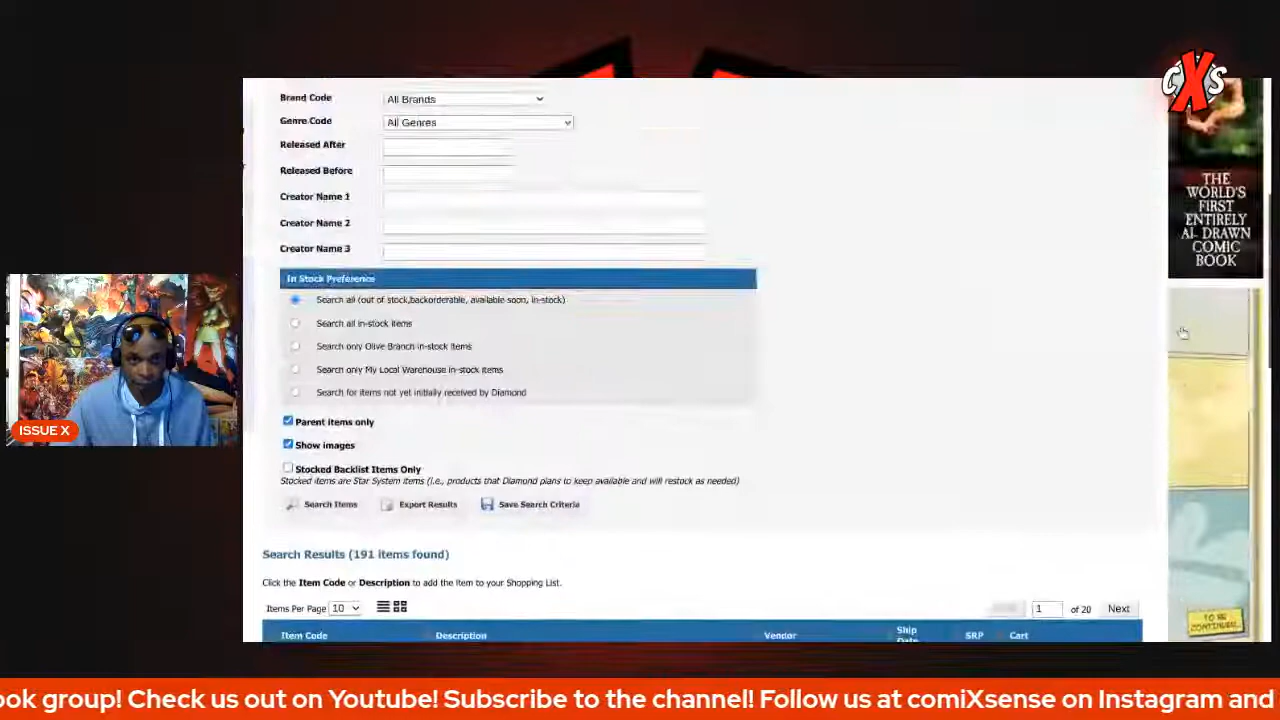 CXS
Brand Code
All Brands
Genre Code
All Genres
Released After
Released Before
Creator Name 1
Creator Name 2
Creator Name 3
In Stock Preference
Search all (out of stock,backorderable, available soon, in-stock)
Search all in-stock items
Search only Olive Branch in-stock items
Search only My Local Warehouse in-stock items
Search for items not yet initially received by Diamond
Parent items only
Show images
Stocked Backlist Items Only
Stocked items are Star System items (i.e., products that Diamond plans to keep available and will restock as needed)
Search Items
Export Results
Save Search Criteria
Search Results (191 items found)
Click the Item Code or Description to add the item to your Shopping List.
Items Per Page 10
1 of 20 Next
Item Code
Description
Vendor
Ship
Date
SRP
Cart
THE
WORLD'S
FIRST
ENTIRELY
AI- DRAWN
COMIC
BOOK
TO BE
CONTINUED...
ISSUE X
ook group! Check us out on Youtube! Subscribe to the channel! Follow us at comiXsense on Instagram and